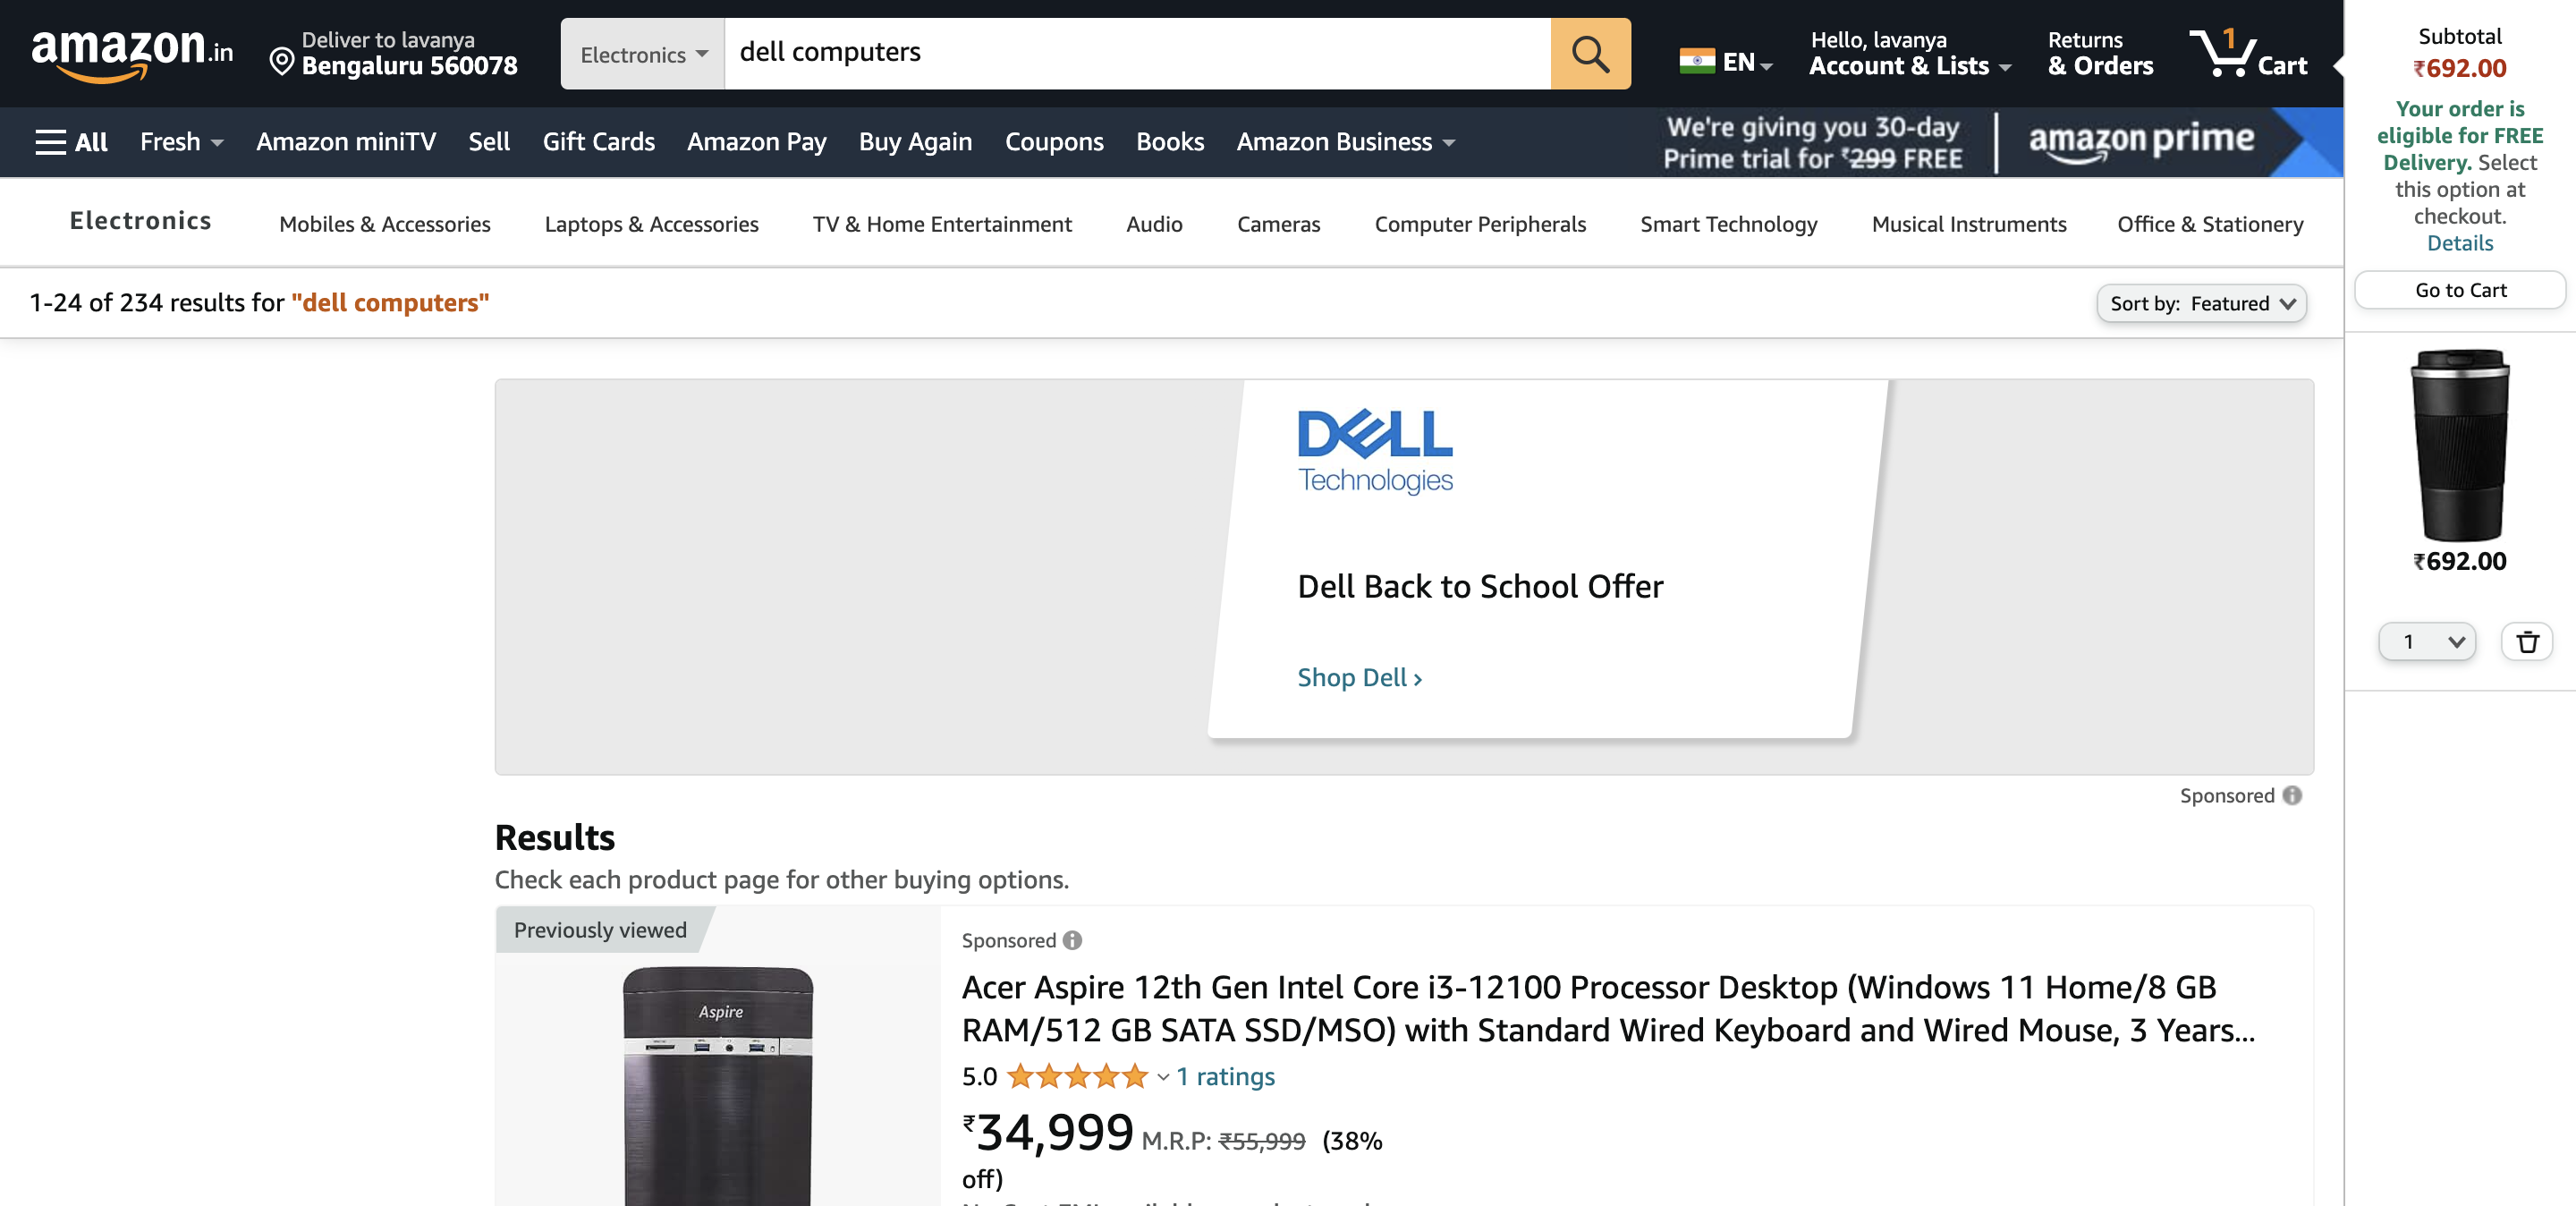 amazon.in
Deliver to lavanya
Bengaluru 560078
Electronics
dell computers
EN
Hello, lavanya
Account & Lists
Returns
& Orders
1
Cart
All
Fresh
Amazon miniTV
Sell
Gift Cards
Amazon Pay
Buy Again
Coupons
Books
Amazon Business
We're giving you 30-day
Prime trial for ₹299 FREE
amazon prime
Subtotal
₹692.00
Your order is
eligible for FREE
Delivery. Select
this option at
checkout.
Details
Go to Cart
₹692.00
1
Electronics
Mobiles & Accessories
Laptops & Accessories
TV & Home Entertainment
Audio
Cameras
Computer Peripherals
Smart Technology
Musical Instruments
Office & Stationery
1-24 of 234 results for "dell computers"
Sort by: Featured
DELL
Technologies
Dell Back to School Offer
Shop Dell ›
Sponsored
Results
Check each product page for other buying options.
Previously viewed
Aspire
Sponsored
Acer Aspire 12th Gen Intel Core i3-12100 Processor Desktop (Windows 11 Home/8 GB
RAM/512 GB SATA SSD/MSO) with Standard Wired Keyboard and Wired Mouse, 3 Years...
5.0
1 ratings
₹34,999 M.R.P: ₹55,999 (38%
off)